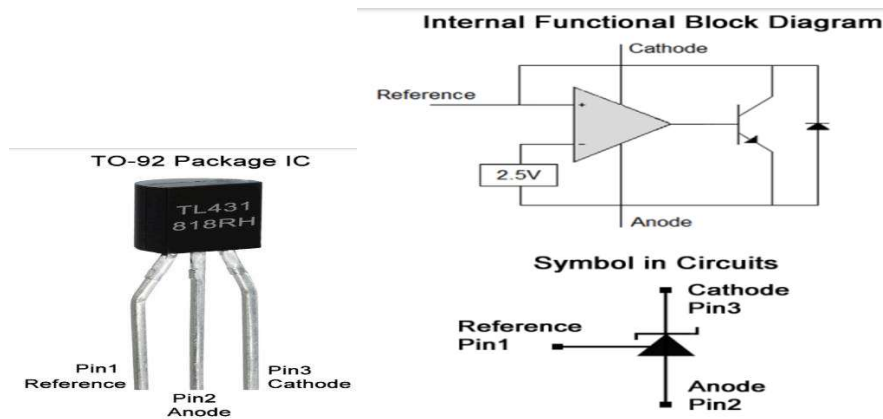 Internal Functional Block Diagram
Cathode
Reference
+
-
2.5V
Anode
TO-92 Package IC
TL431
818RH
Pin1
Reference
Pin2
Anode
Pin3
Cathode
Symbol in Circuits
Cathode
Pin3
Reference
Pin1
Anode
Pin2